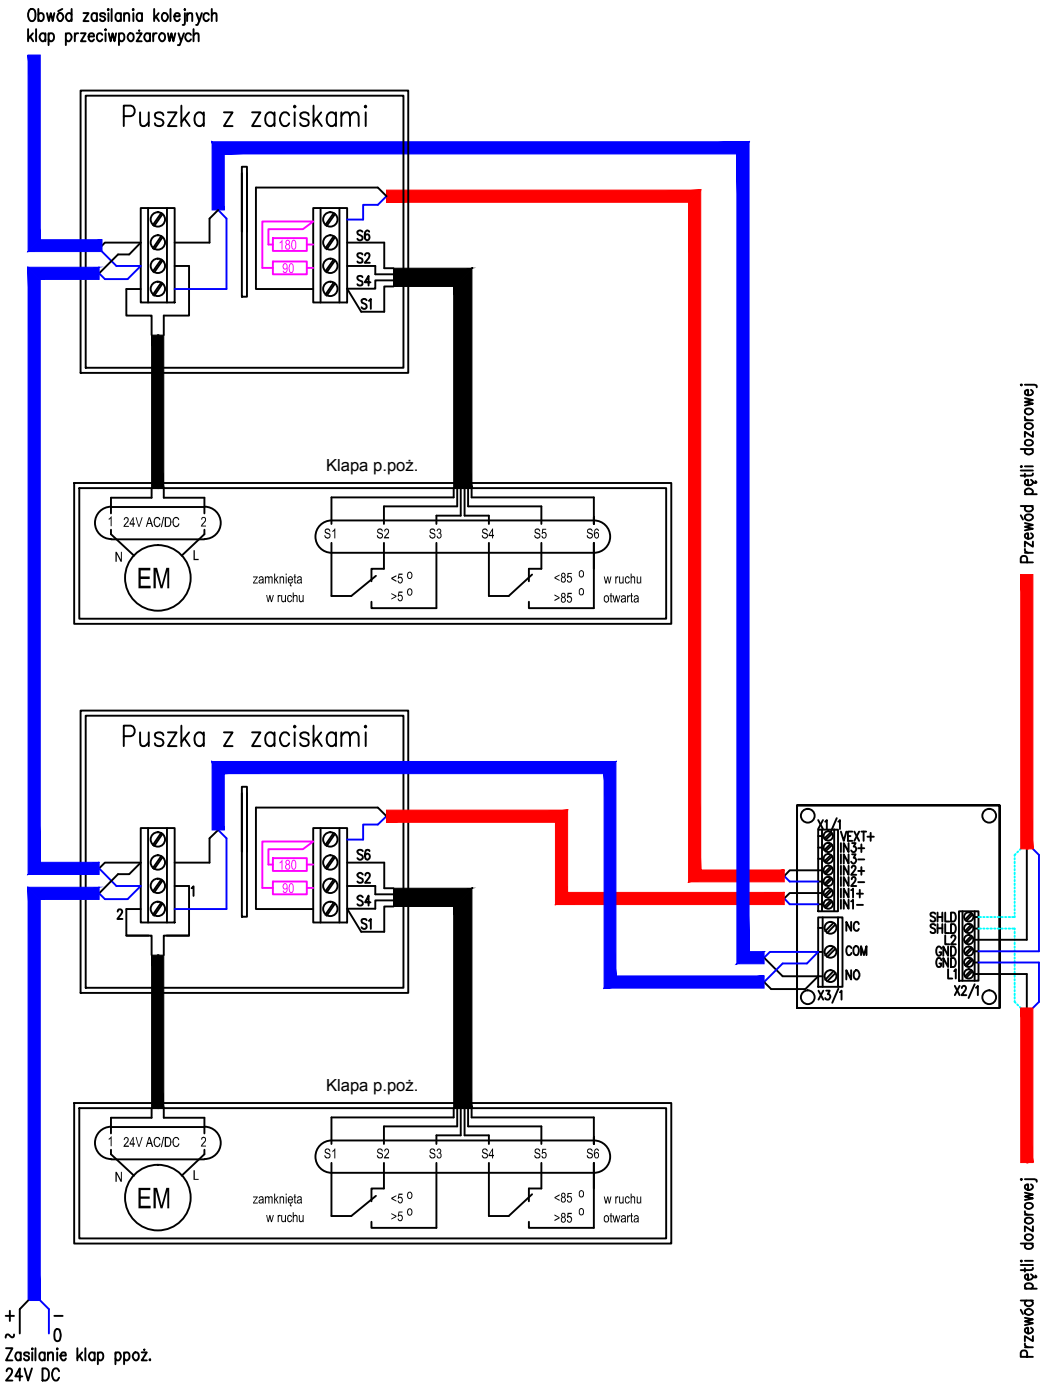 Obwód zasilania kolejnych
klap przeciwpożarowych
Puszka z zaciskami
180
90
S6
S2
S4
S1
Klapa p.poż.
1 24V AC/DC 2
N L
EM
S1 S2 S3 S4 S5 S6
zamknięta <5 o <85 o w ruchu
w ruchu >5 o >85 o otwarta
Przewód pętli dozorowej
Puszka z zaciskami
180
90
1
2
S6
S2
S4
S1
X1/1
VEXT+
IN3+
IN3-
IN2+
IN2-
IN1+
IN1-
NC
COM
NO
X3/1
SHLD
SHLD
L2
GND
GND
L1
X2/1
Klapa p.poż.
1 24V AC/DC 2
N L
EM
S1 S2 S3 S4 S5 S6
zamknięta <5 o <85 o w ruchu
w ruchu >5 o >85 o otwarta
Przewód pętli dozorowej
+ −
~ 0
Zasilanie klap ppoż.
24V DC